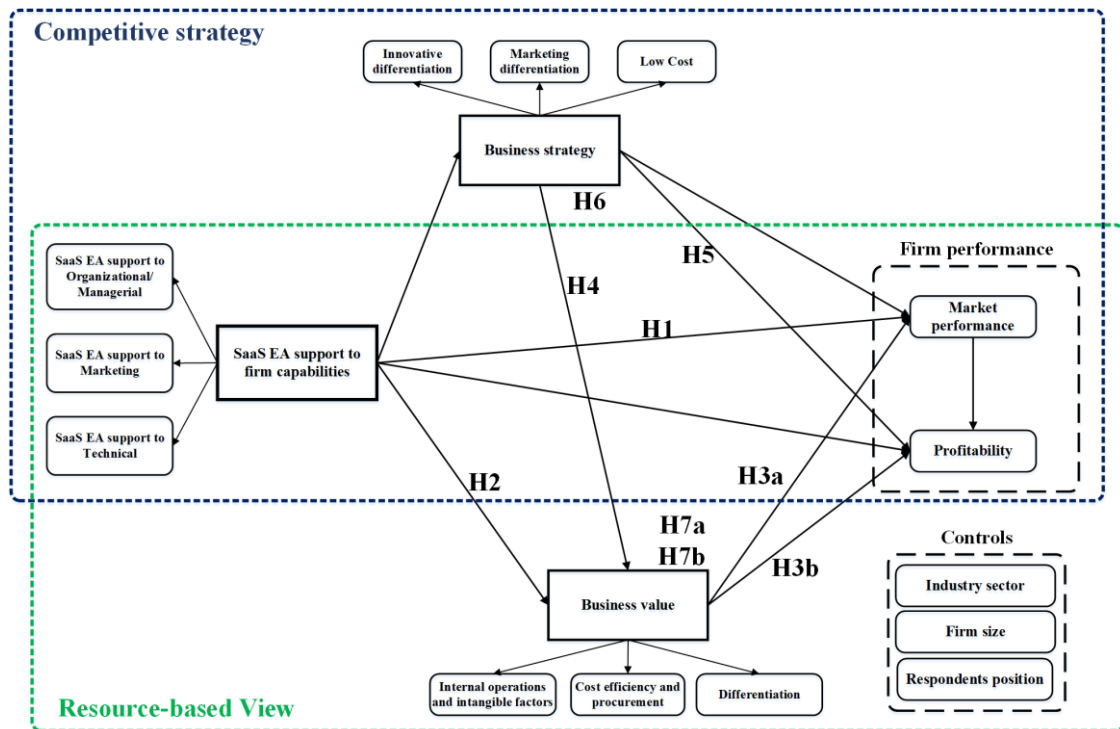 Competitive strategy
Innovative
differentiation
Marketing
differentiation
Low Cost
Business strategy
H6
SaaS EA support to
Organizational/
Managerial
SaaS EA support to
Marketing
SaaS EA support to
Technical
SaaS EA support to
firm capabilities
H4
H5
H1
H2
Firm performance
Market
performance
Profitability
H3a
H7a
H7b
H3b
Business value
Internal operations
and intangible factors
Cost efficiency and
procurement
Differentiation
Controls
Industry sector
Firm size
Respondents position
Resource-based View